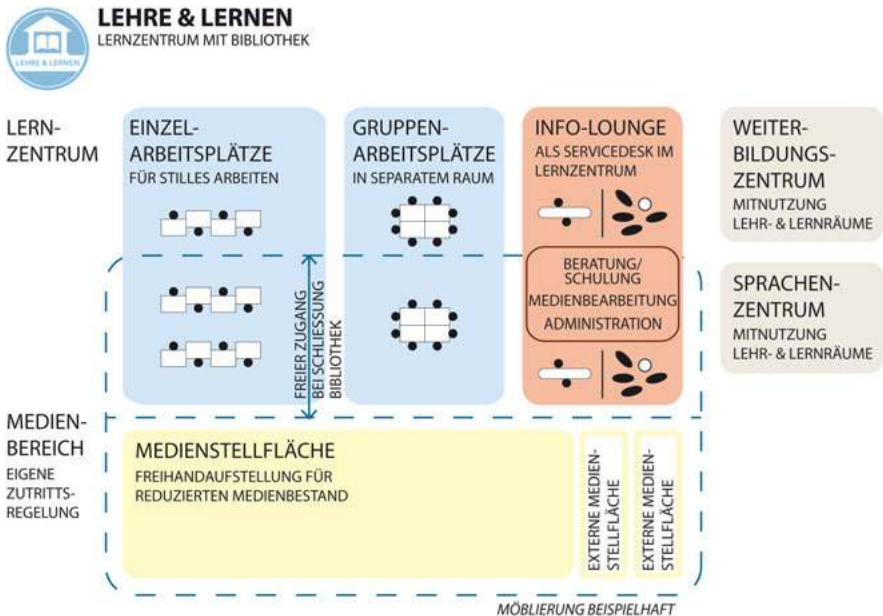 LEHRE & LERNEN
LEHRE & LERNEN
LERNZENTRUM MIT BIBLIOTHEK
LERN-
ZENTRUM
EINZEL-
ARBEITSPLÄTZE
FÜR STILLES ARBEITEN
GRUPPEN-
ARBEITSPLÄTZE
IN SEPARATEM RAUM
INFO-LOUNGE
ALS SERVICEDESK IM
LERNZENTRUM
WEITER-
BILDUNGS-
ZENTRUM
MITNUTZUNG
LEHR- & LERNRÄUME
BERATUNG/
SCHULUNG
MEDIENBEARBEITUNG
ADMINISTRATION
SPRACHEN-
ZENTRUM
MITNUTZUNG
LEHR- & LERNRÄUME
FREIER ZUGANG
BEI SCHLIESSUNG
BIBLIOTHEK
MEDIEN-
BEREICH
EIGENE
ZUTRITTS-
REGELUNG
MEDIENSTELLFLÄCHE
FREIHANDAUFSTELLUNG FÜR
REDUZIERTEN MEDIENBESTAND
EXTERNE MEDIEN-
STELLFLÄCHE
EXTERNE MEDIEN-
STELLFLÄCHE
MÖBLIERUNG BEISPIELHAFT